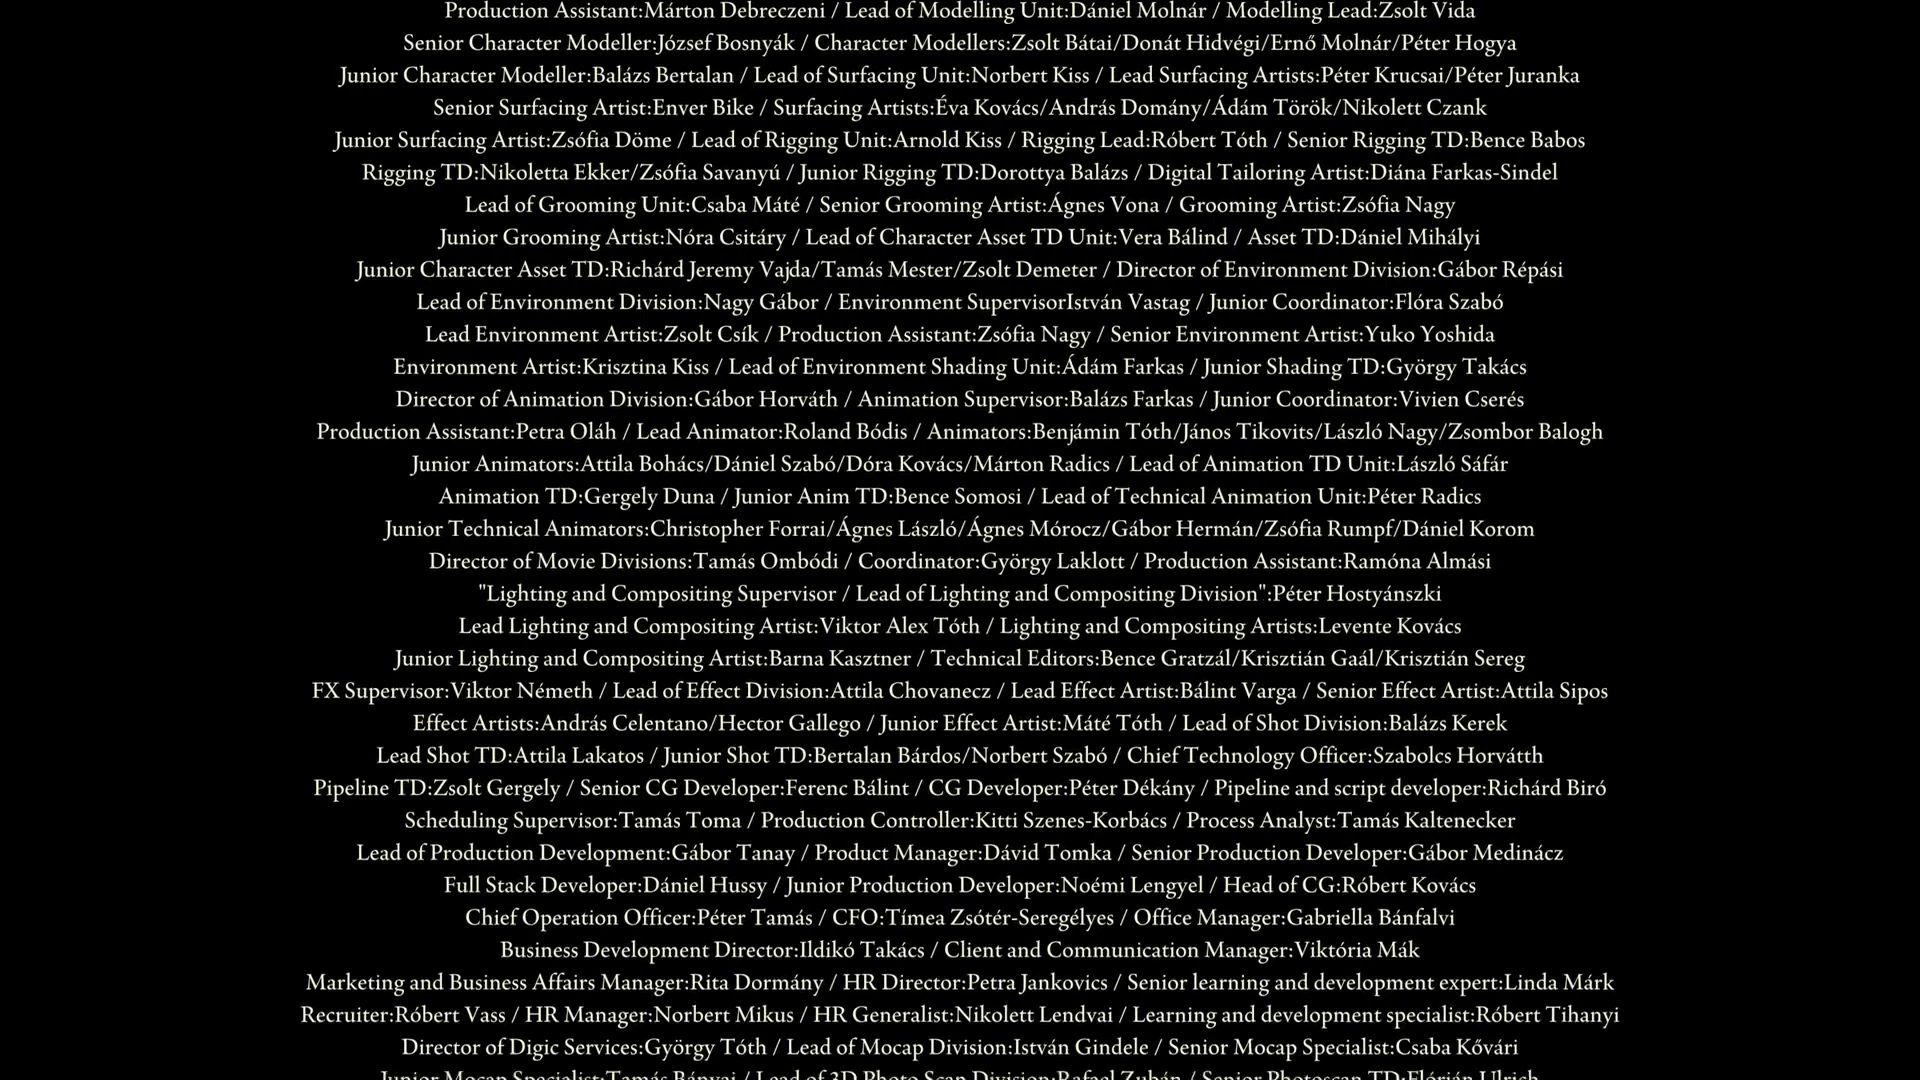 Production Assistant:Márton Debreczeni / Lead of Modelling Unit:Dániel Molnár / Modelling Lead:Zsolt Vida
Senior Character Modeller:József Bosnyák / Character Modellers:Zsolt Bátai/Donát Hidvégi/Ernő Molnár/Péter Hogya
Junior Character Modeller:Balázs Bertalan / Lead of Surfacing Unit:Norbert Kiss / Lead Surfacing Artists:Péter Krucsai/Péter Juranka
Senior Surfacing Artist:Enver Bike / Surfacing Artists:Éva Kovács/András Domány/Ádám Török/Nikolett Czank
Junior Surfacing Artist:Zsófia Döme / Lead of Rigging Unit:Arnold Kiss / Rigging Lead:Róbert Tóth / Senior Rigging TD:Bence Babos
Rigging TD:Nikoletta Ekker/Zsófia Savanyú / Junior Rigging TD:Dorottya Balázs / Digital Tailoring Artist:Diána Farkas-Sindel
Lead of Grooming Unit:Csaba Máté / Senior Grooming Artist:Ágnes Vona / Grooming Artist:Zsófia Nagy
Junior Grooming Artist:Nóra Csitáry / Lead of Character Asset TD Unit:Vera Bálind / Asset TD:Dániel Mihályi
Junior Character Asset TD:Richárd Jeremy Vajda/Tamás Mester/Zsolt Demeter / Director of Environment Division:Gábor Répási
Lead of Environment Division:Nagy Gábor / Environment SupervisorIstván Vastag / Junior Coordinator:Flóra Szabó
Lead Environment Artist:Zsolt Csík / Production Assistant:Zsófia Nagy / Senior Environment Artist:Yuko Yoshida
Environment Artist:Krisztina Kiss / Lead of Environment Shading Unit:Ádám Farkas / Junior Shading TD:György Takács
Director of Animation Division:Gábor Horváth / Animation Supervisor:Balázs Farkas / Junior Coordinator:Vivien Cserés
Production Assistant:Petra Oláh / Lead Animator:Roland Bódis / Animators:Benjámin Tóth/János Tikovits/László Nagy/Zsombor Balogh
Junior Animators:Attila Bohács/Dániel Szabó/Dóra Kovács/Márton Radics / Lead of Animation TD Unit:László Sáfár
Animation TD:Gergely Duna / Junior Anim TD:Bence Somosi / Lead of Technical Animation Unit:Péter Radics
Junior Technical Animators:Christopher Forrai/Ágnes László/Ágnes Mórocz/Gábor Hermán/Zsófia Rumpf/Dániel Korom
Director of Movie Divisions:Tamás Ombódi / Coordinator:György Laklott / Production Assistant:Ramóna Almási
"Lighting and Compositing Supervisor / Lead of Lighting and Compositing Division":Péter Hostyánszki
Lead Lighting and Compositing Artist:Viktor Alex Tóth / Lighting and Compositing Artists:Levente Kovács
Junior Lighting and Compositing Artist:Barna Kasztner / Technical Editors:Bence Gratzál/Krisztián Gaál/Krisztián Sereg
FX Supervisor:Viktor Németh / Lead of Effect Division:Attila Chovanecz / Lead Effect Artist:Bálint Varga / Senior Effect Artist:Attila Sipos
Effect Artists:András Celentano/Hector Gallego / Junior Effect Artist:Máté Tóth / Lead of Shot Division:Balázs Kerek
Lead Shot TD:Attila Lakatos / Junior Shot TD:Bertalan Bárdos/Norbert Szabó / Chief Technology Officer:Szabolcs Horvátth
Pipeline TD:Zsolt Gergely / Senior CG Developer:Ferenc Bálint / CG Developer:Péter Dékány / Pipeline and script developer:Richárd Biró
Scheduling Supervisor:Tamás Toma / Production Controller:Kitti Szenes-Korbács / Process Analyst:Tamás Kaltenecker
Lead of Production Development:Gábor Tanay / Product Manager:Dávid Tomka / Senior Production Developer:Gábor Medinácz
Full Stack Developer:Dániel Hussy / Junior Production Developer:Noémi Lengyel / Head of CG:Róbert Kovács
Chief Operation Officer:Péter Tamás / CFO:Tímea Zsótér-Seregélyes / Office Manager:Gabriella Bánfalvi
Business Development Director:Ildikó Takács / Client and Communication Manager:Viktória Mák
Marketing and Business Affairs Manager:Rita Dormány / HR Director:Petra Jankovics / Senior learning and development expert:Linda Márk
Recruiter:Róbert Vass / HR Manager:Norbert Mikus / HR Generalist:Nikolett Lendvai / Learning and development specialist:Róbert Tihanyi
Director of Digic Services:György Tóth / Lead of Mocap Division:István Gindele / Senior Mocap Specialist:Csaba Kővári
Junior Mocap Specialist:Tamás Bányai / Lead of 3D Photo Scan Division:Rafael Zubán / Senior Photoscan TD:Flórián Ulrich